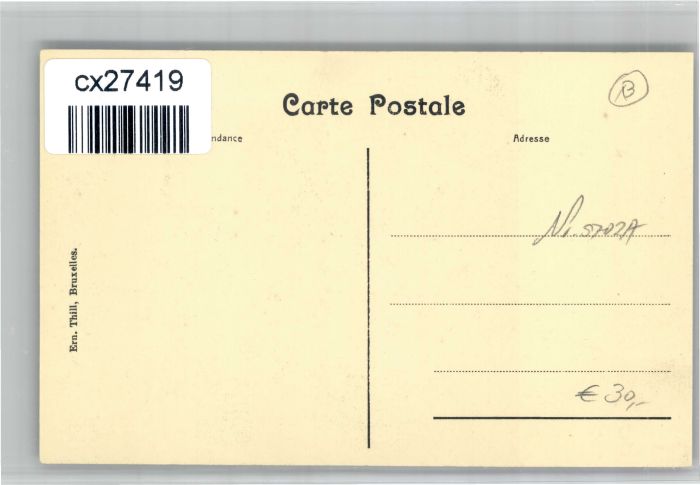 cx27419
B
Carte Postale
ndance
Adresse
Ern. Thill, Bruxelles.
€ 30,-